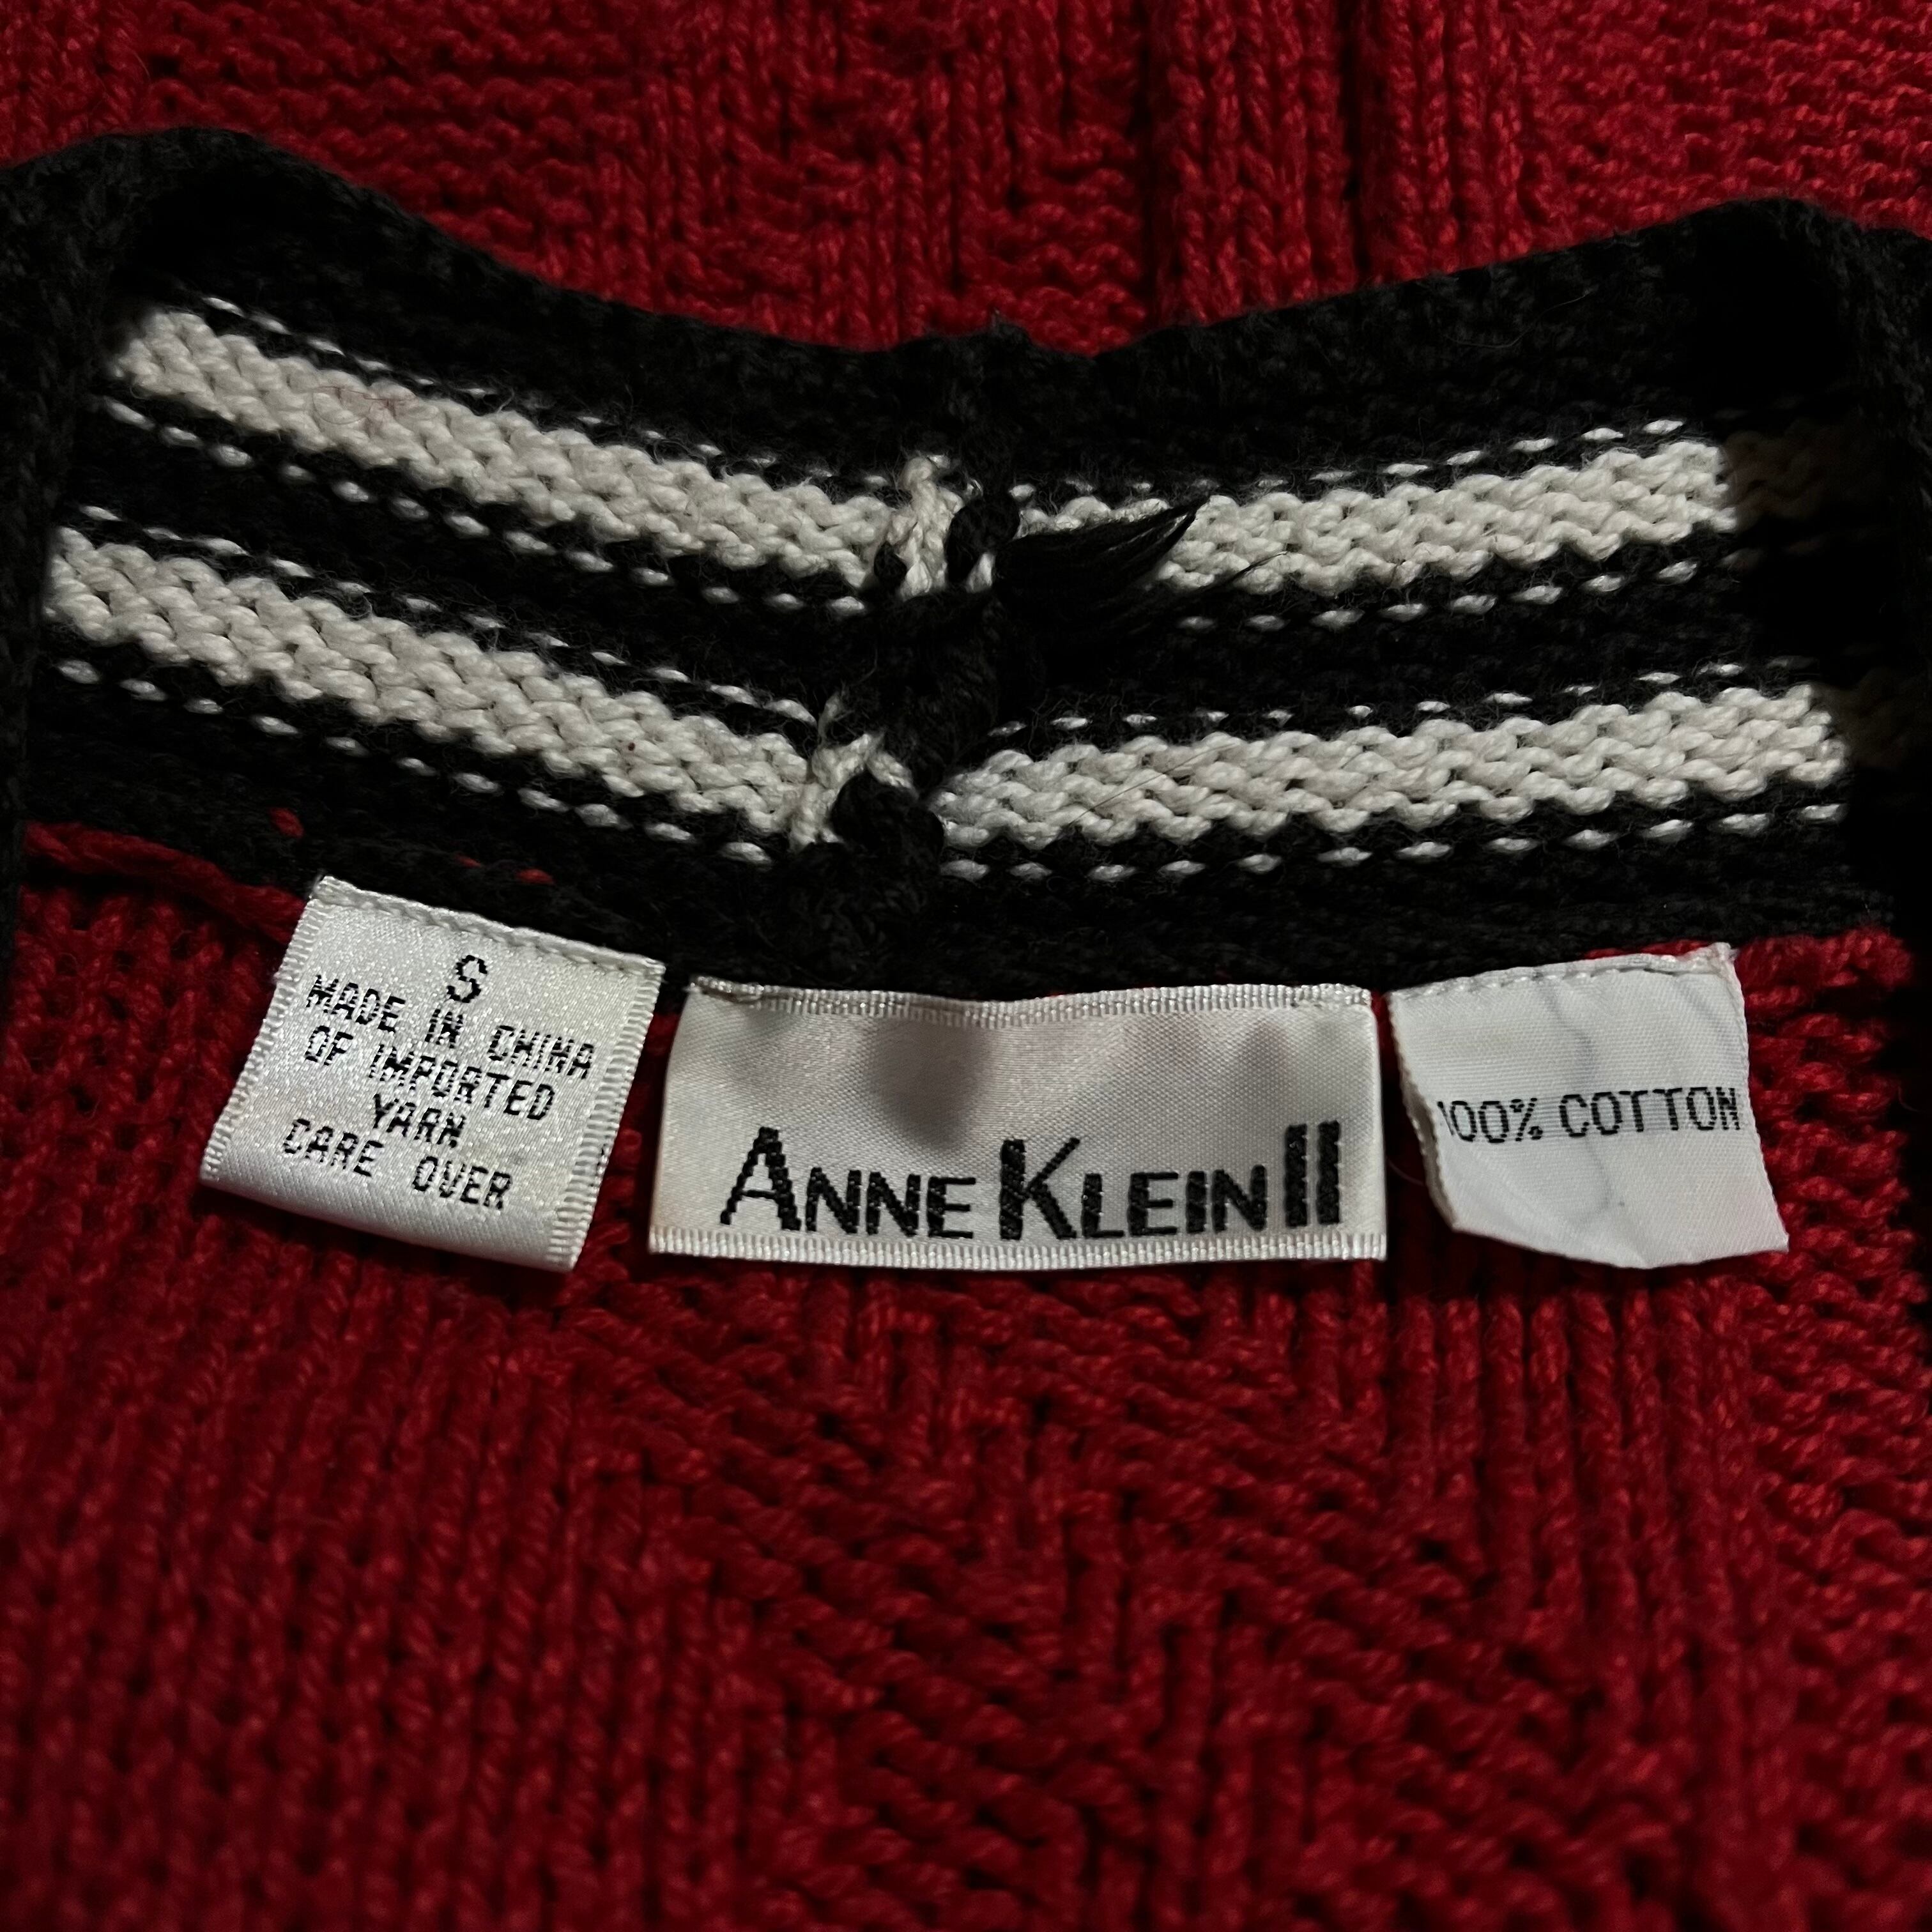 S
MADE IN CHINA
OF IMPORTED
YARN
CARE OVER
ANNE KLEIN II
100% COTTON